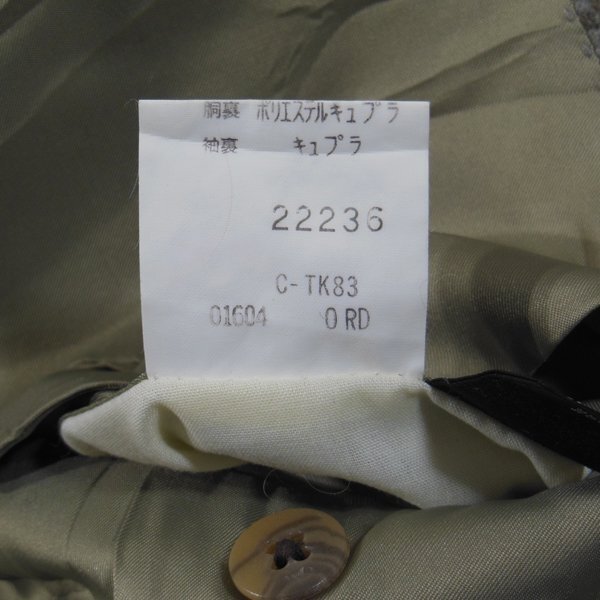 胴裏 ポリエステルキュプラ
袖裏 キュプラ
22236
C-TK83
01604 0RD